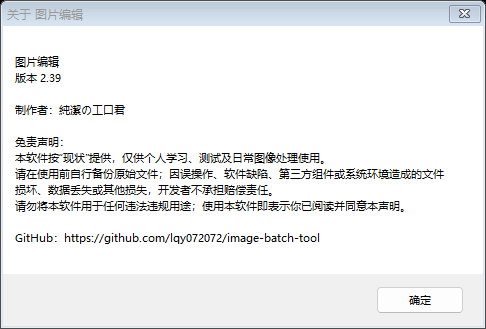 关于 图片编辑
图片编辑
版本 2.39
制作者：純潔の工口君
免责声明：
本软件按"现状"提供，仅供个人学习、测试及日常图像处理使用。
请在使用前自行备份原始文件；因误操作、软件缺陷、第三方组件或系统环境造成的文件
损坏、数据丢失或其他损失，开发者不承担赔偿责任。
请勿将本软件用于任何违法违规用途；使用本软件即表示你已阅读并同意本声明。
GitHub：https://github.com/lqy072072/image-batch-tool
确定